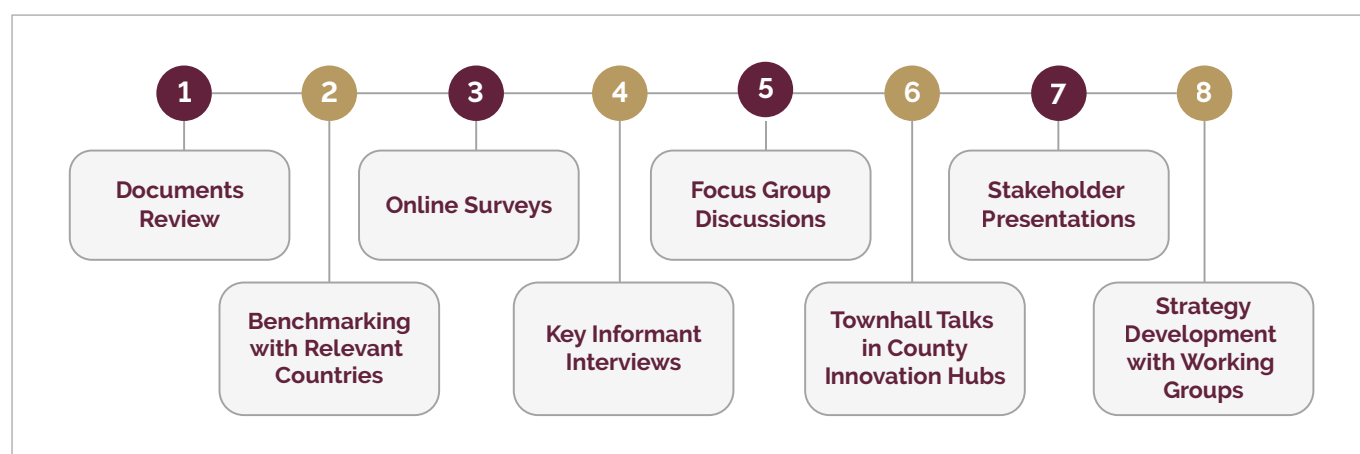 1
2
3
4
5
6
7
8
Documents
Review
Benchmarking
with Relevant
Countries
Online Surveys
Key Informant
Interviews
Focus Group
Discussions
Townhall Talks
in County
Innovation Hubs
Stakeholder
Presentations
Strategy
Development
with Working
Groups